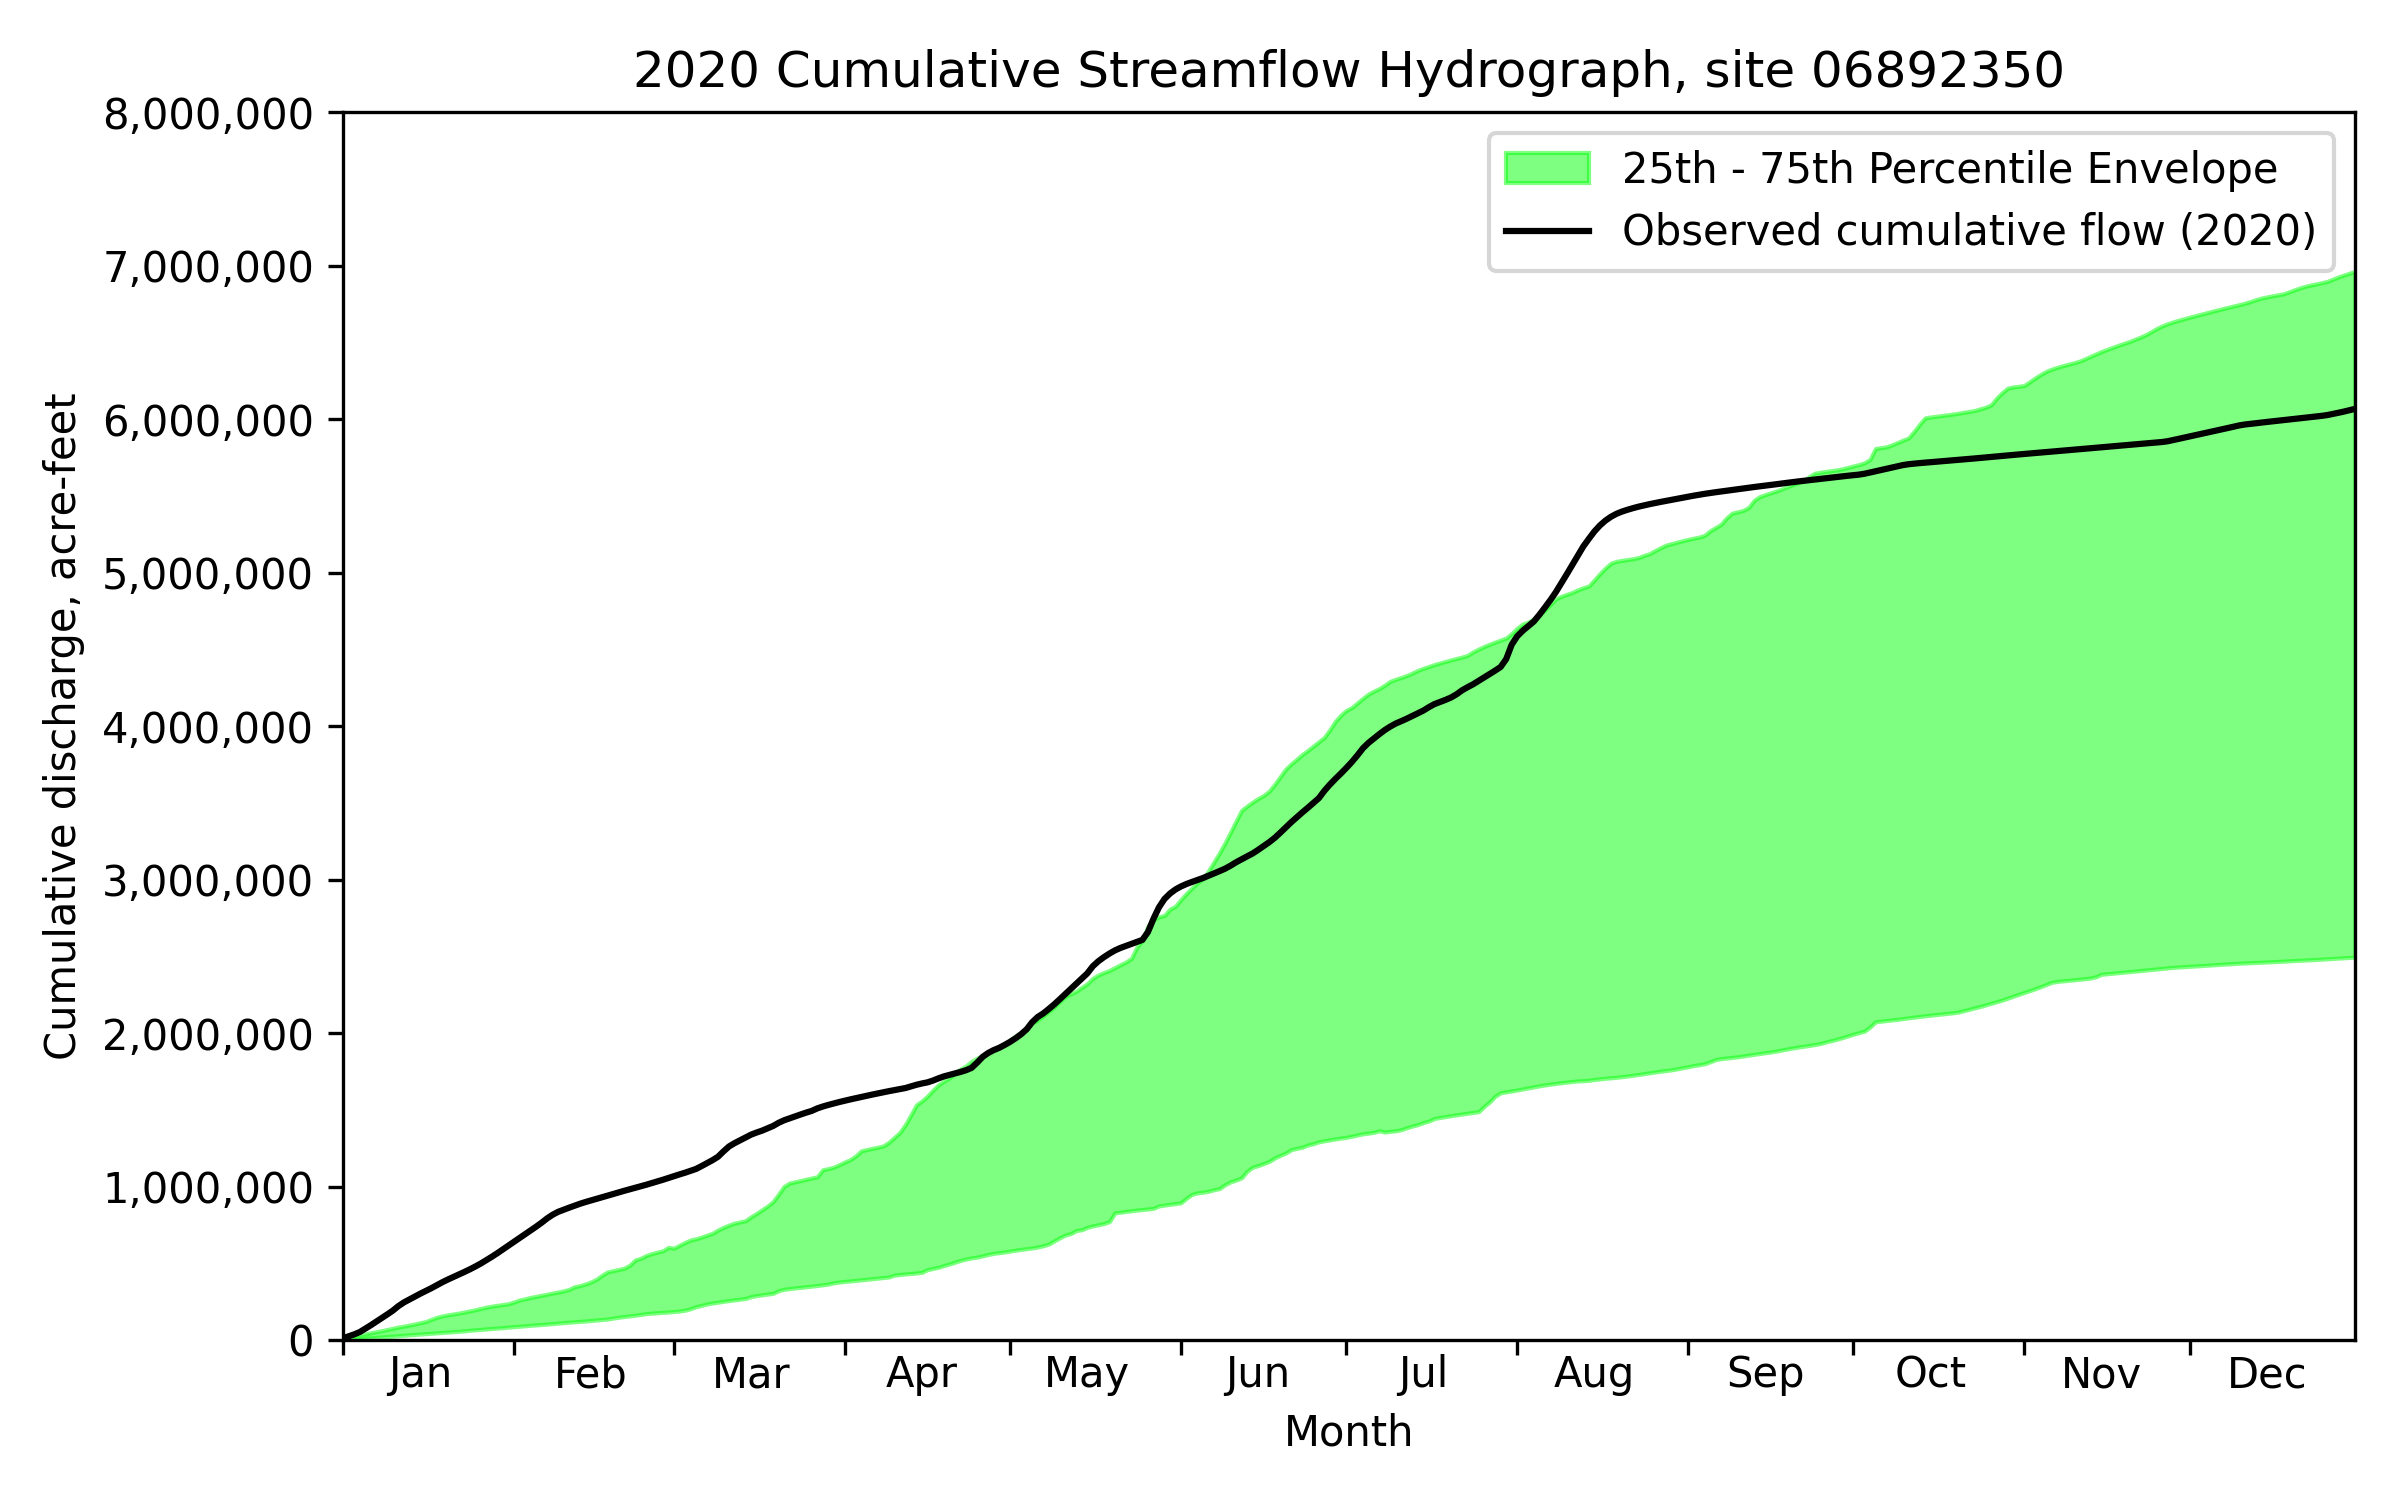 2020 Cumulative Streamflow Hydrograph, site 06892350
8,000,000
7,000,000
6,000,000
5,000,000
4,000,000
3,000,000
2,000,000
1,000,000
0
Cumulative discharge, acre-feet
25th - 75th Percentile Envelope
Observed cumulative flow (2020)
Jan Feb Mar Apr May Jun Jul Aug Sep Oct Nov Dec
Month